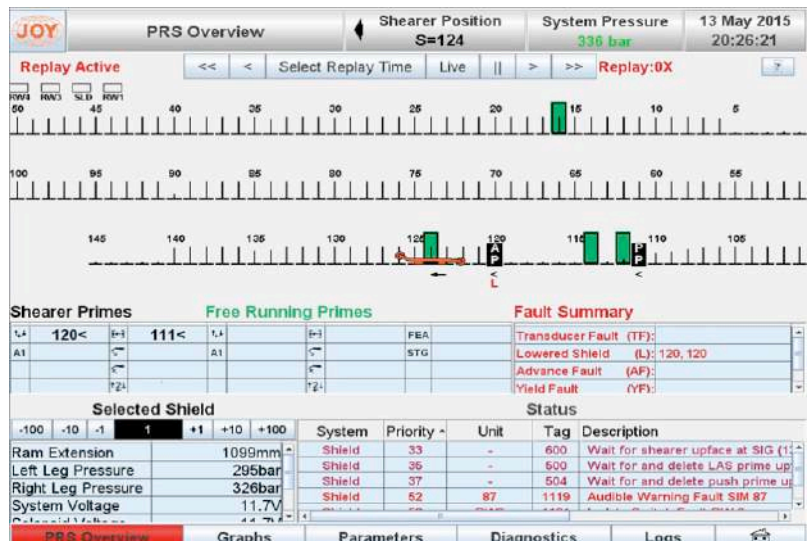 JOY PRS Overview Shearer Position System Pressure 13 May 2015
S=124 336 bar 20:26:21
Replay Active << < Select Replay Time Live || > >> Replay:0X ?
RW4 RW3 SLD RW1
50 45 40 35 30 25 20 15 10 5
100 95 90 85 80 75 70 65 60 55
145 140 135 130 125 120 110 105
AP PP
< <
L
Shearer Primes Free Running Primes Fault Summary
120< 111< FEA Transducer Fault (TF):
A1 A1 STG Lowered Shield (L): 120, 120
Advance Fault (AF):
Yield Fault (YF):
Selected Shield Status
-100 -10 -1 1 +1 +10 +100 System Priority Unit Tag Description
Ram Extension 1099mm Shield 33 - 600 Wait for shearer upface at SIG
Left Leg Pressure 295bar Shield 35 - 500 Wait for and delete LAS prime
Right Leg Pressure 326bar Shield 37 - 504 Wait for and delete push prime
System Voltage 11.7V Shield 52 87 1119 Audible Warning Fault SIM 87
PRS Overview Graphs Parameters Diagnostics Logs